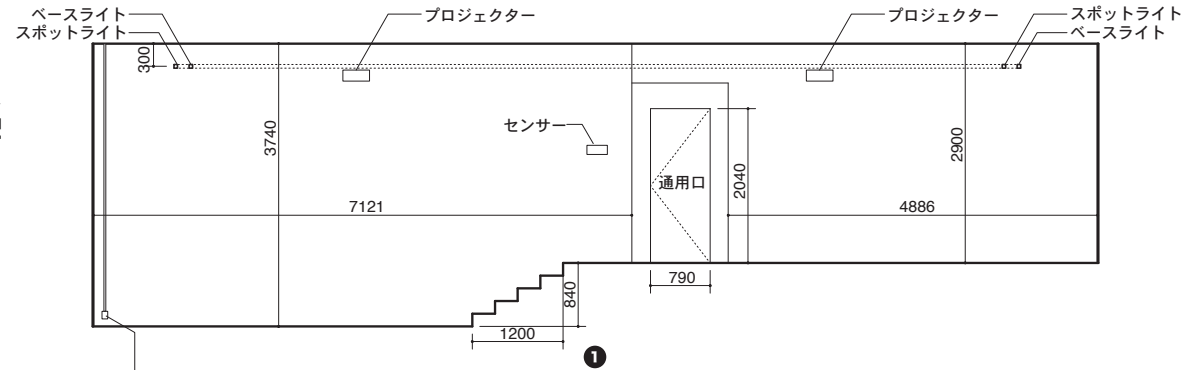 ベースライト
スポットライト
プロジェクター
プロジェクター
スポットライト
ベースライト
300
3740
センサー
通用口
2040
2900
7121
4886
790
840
1200
1